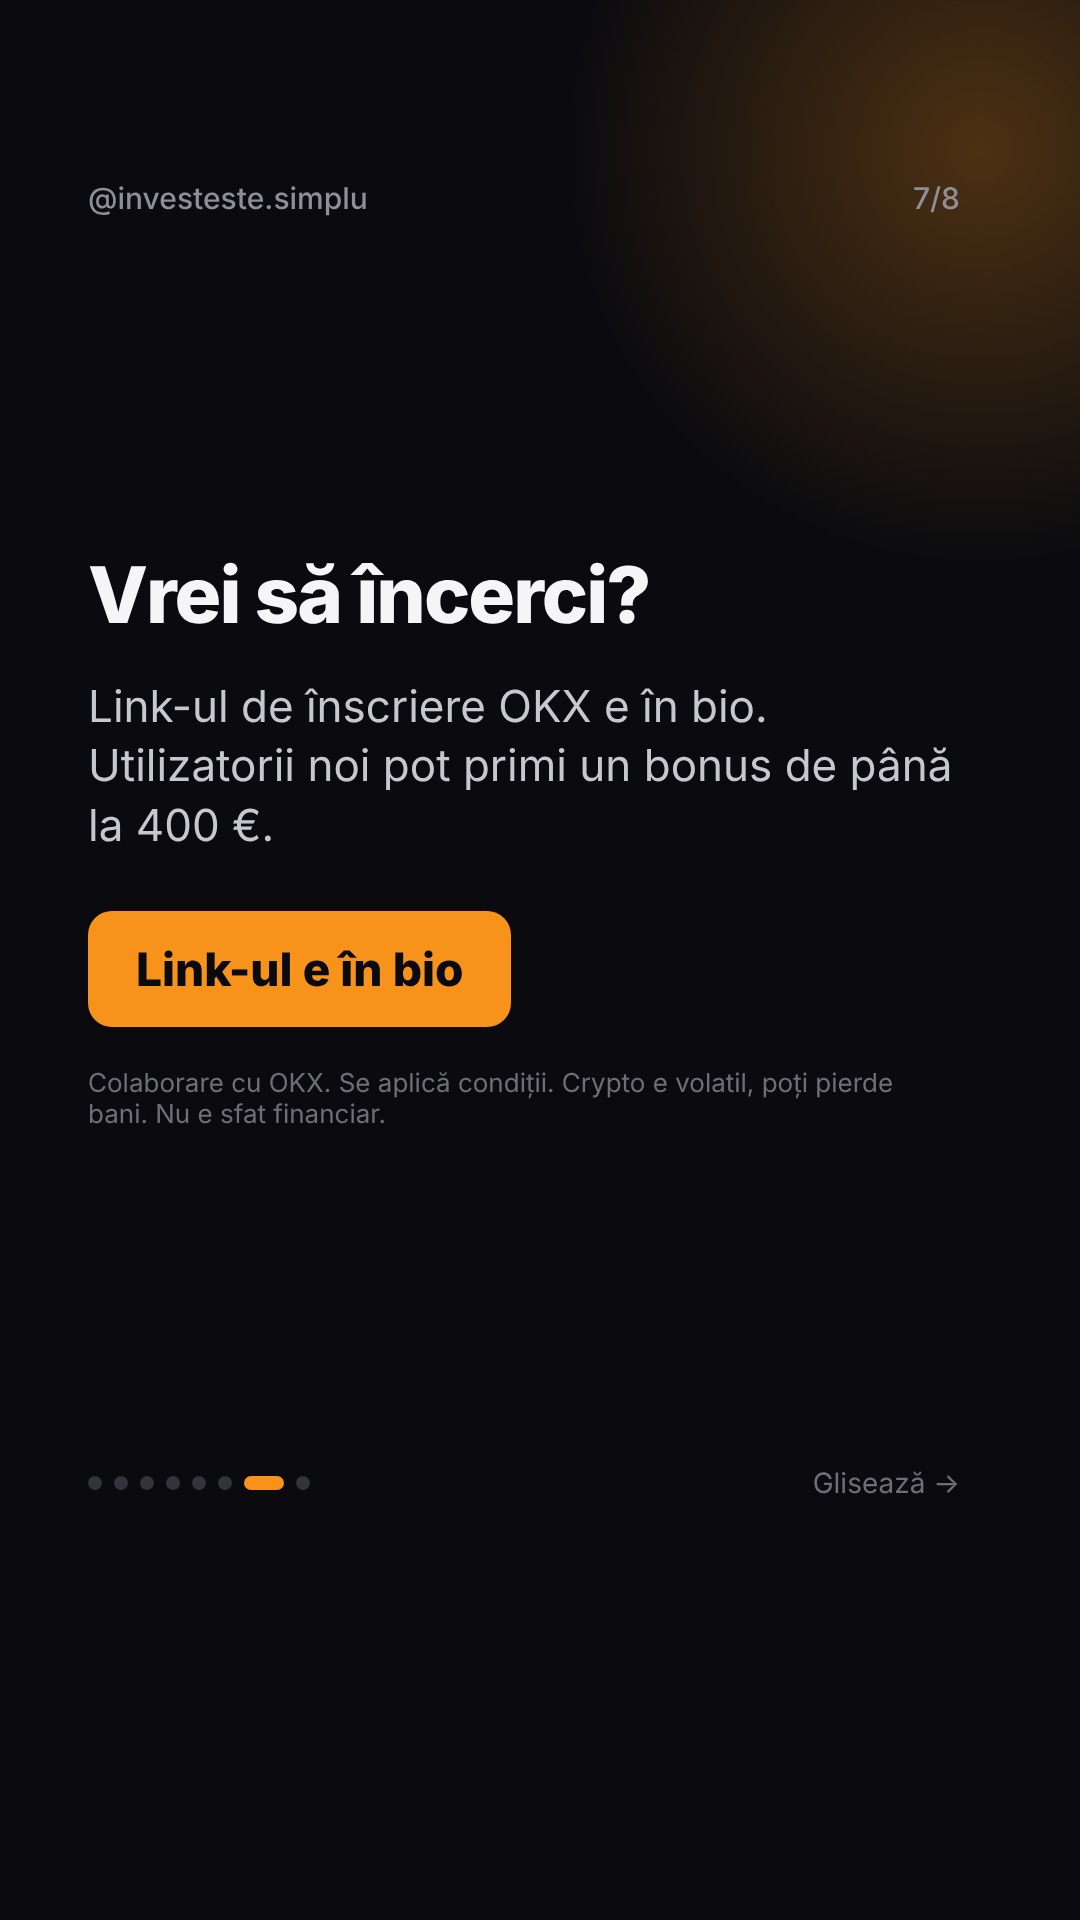 @investeste.simplu
7/8
Vrei să încerci?
Link-ul de înscriere OKX e în bio.
Utilizatorii noi pot primi un bonus de până
la 400 €.
Link-ul e în bio
Colaborare cu OKX. Se aplică condiții. Crypto e volatil, poți pierde
bani. Nu e sfat financiar.
Glisează →